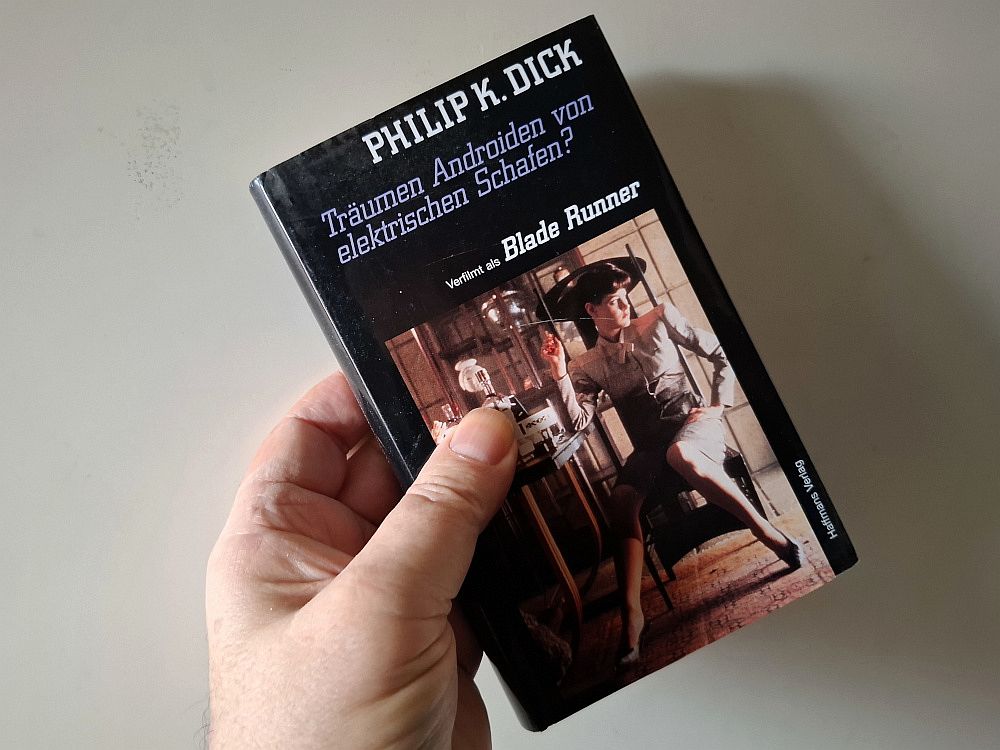 PHILIP K. DICK
Träumen Androiden von
elektrischen Schafen?
Verfilmt als Blade Runner
Haffmans Verlag